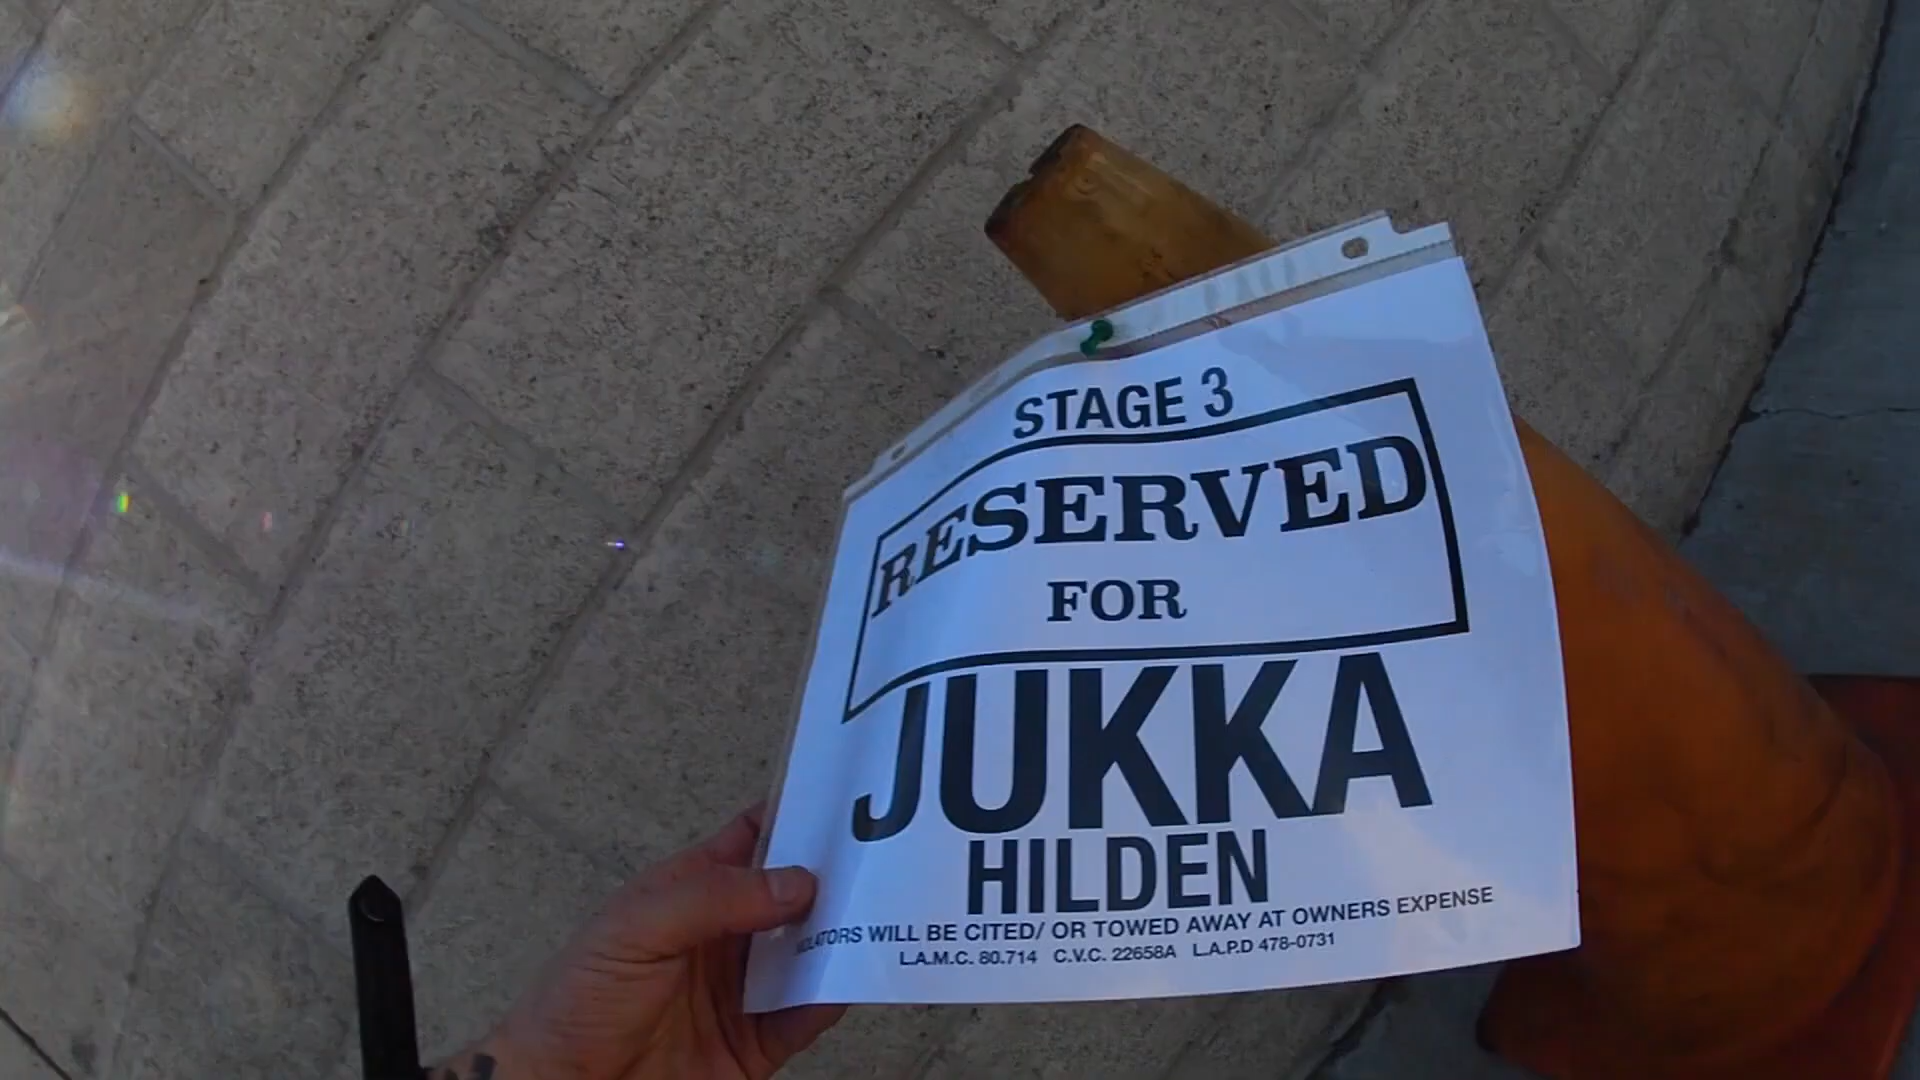 STAGE 3
RESERVED
FOR
JUKKA
HILDEN
VIOLATORS WILL BE CITED/ OR TOWED AWAY AT OWNERS EXPENSE
L.A.M.C. 80.714 C.V.C. 22658A L.A.P.D 478-0731